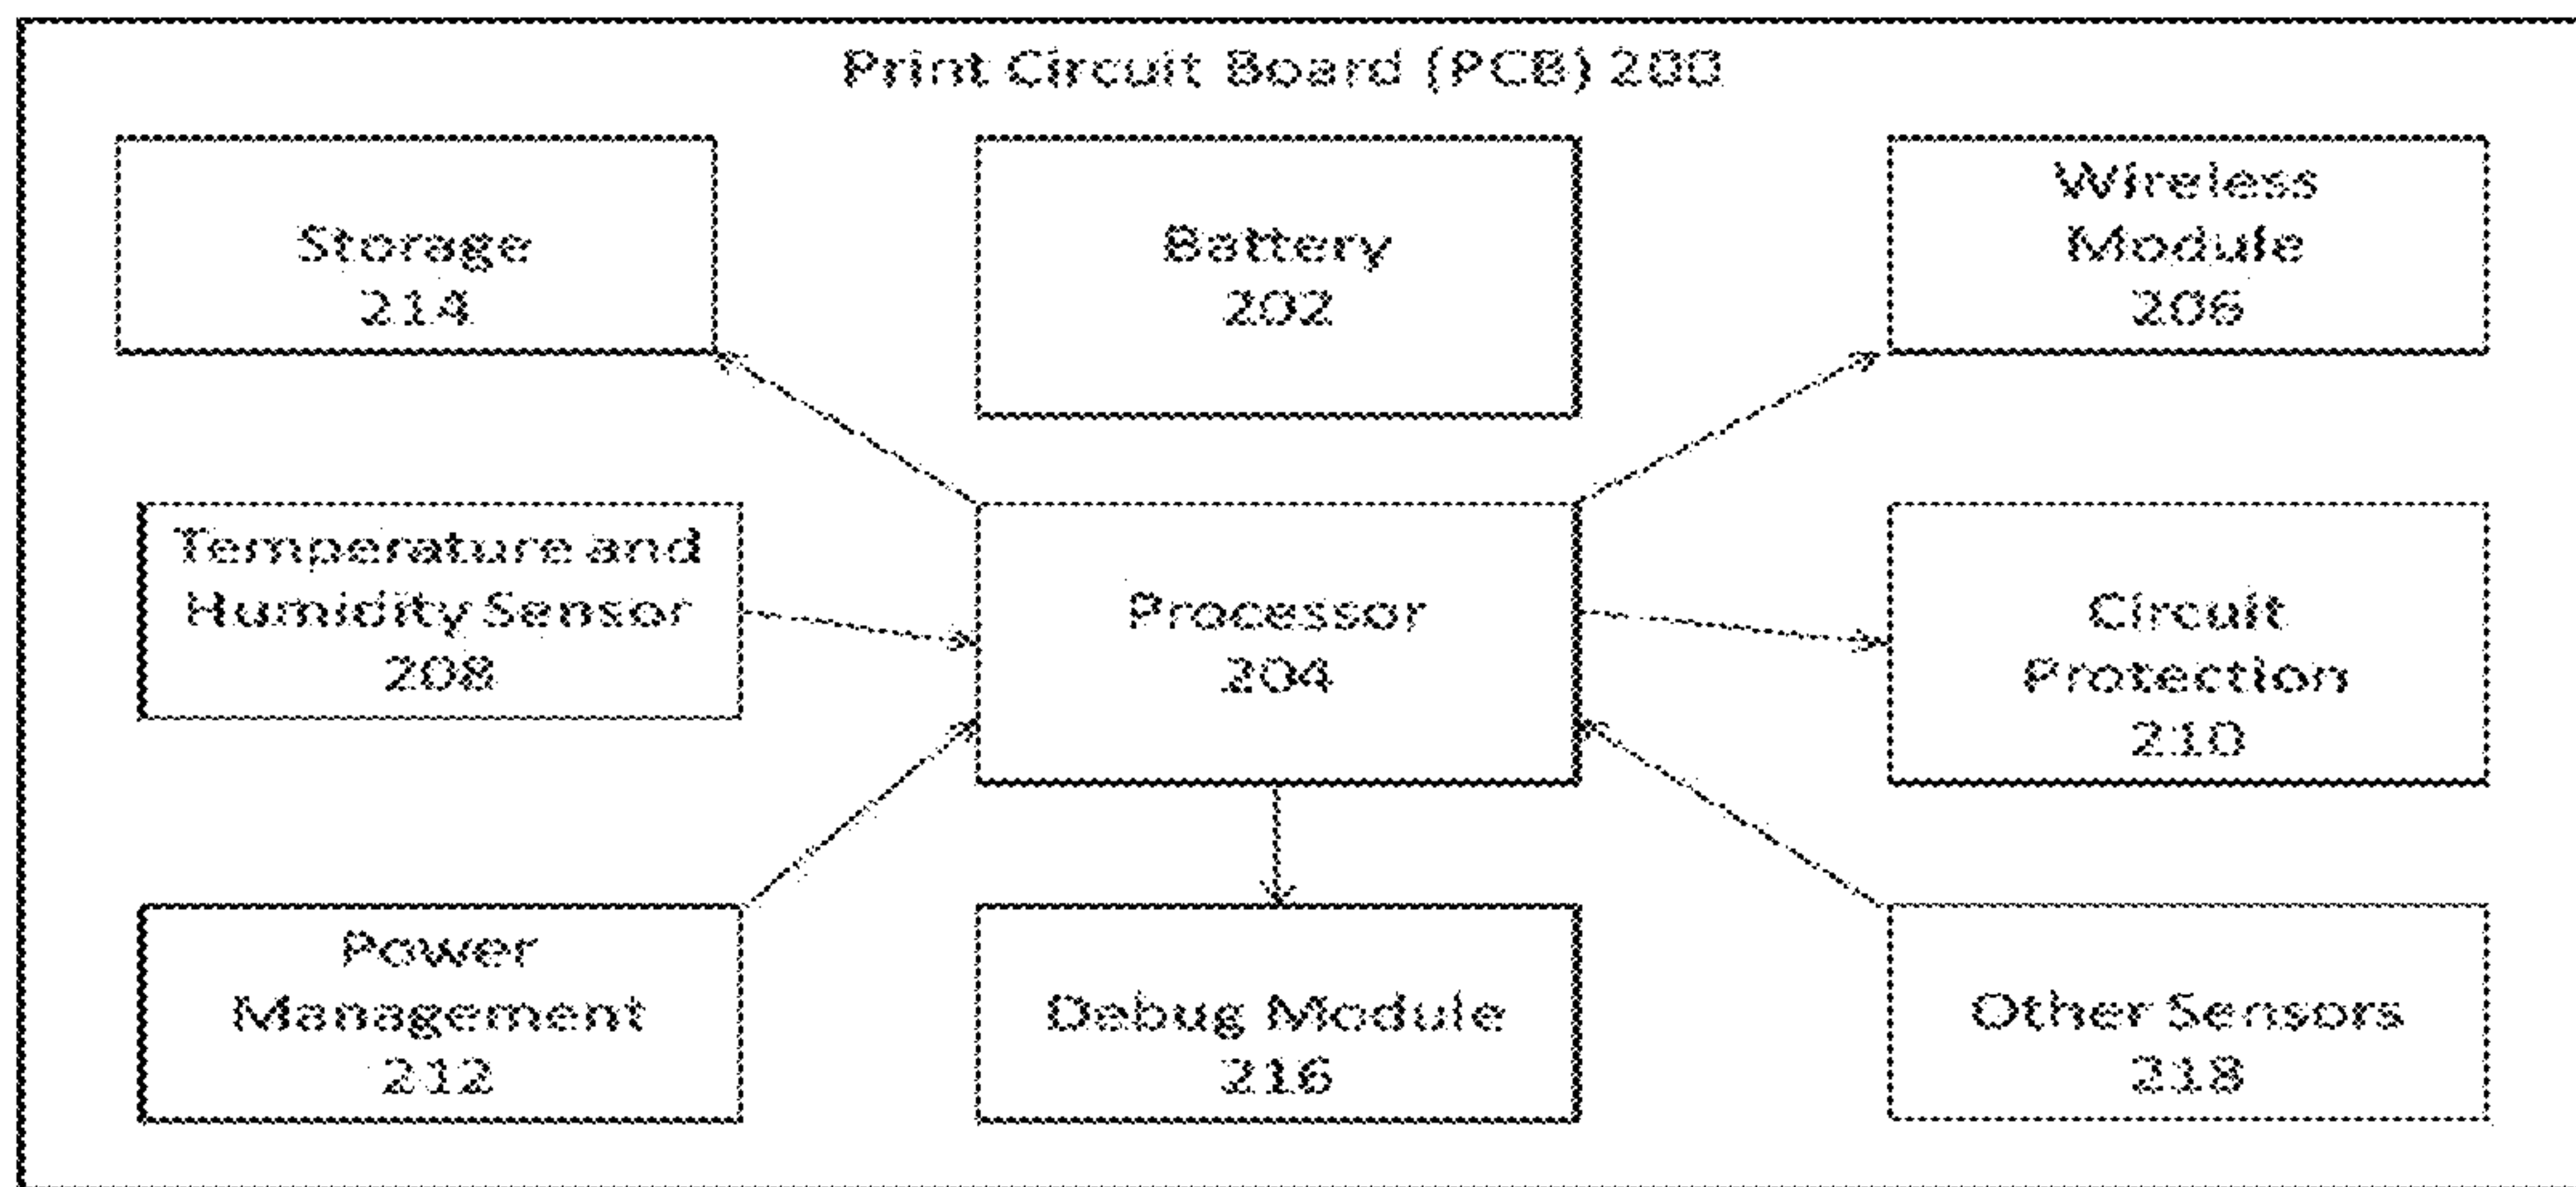 Print Circuit Board (PCB) 200
Storage
214
Battery
202
Wireless
Module
206
Temperature and
Humidity Sensor
208
Processor
204
Circuit
Protection
210
Power
Management
212
Debug Module
216
Other Sensors
218